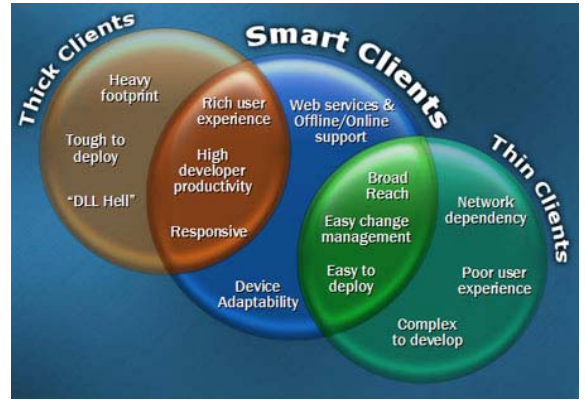 Thick Clients
Smart Clients
Thin Clients
Heavy
footprint
Tough to
deploy
"DLL Hell"
Rich user
experience
High
developer
productivity
Responsive
Web services &
Offline/Online
support
Device
Adaptability
Broad
Reach
Easy change
management
Easy to
deploy
Network
dependency
Poor user
experience
Complex
to develop